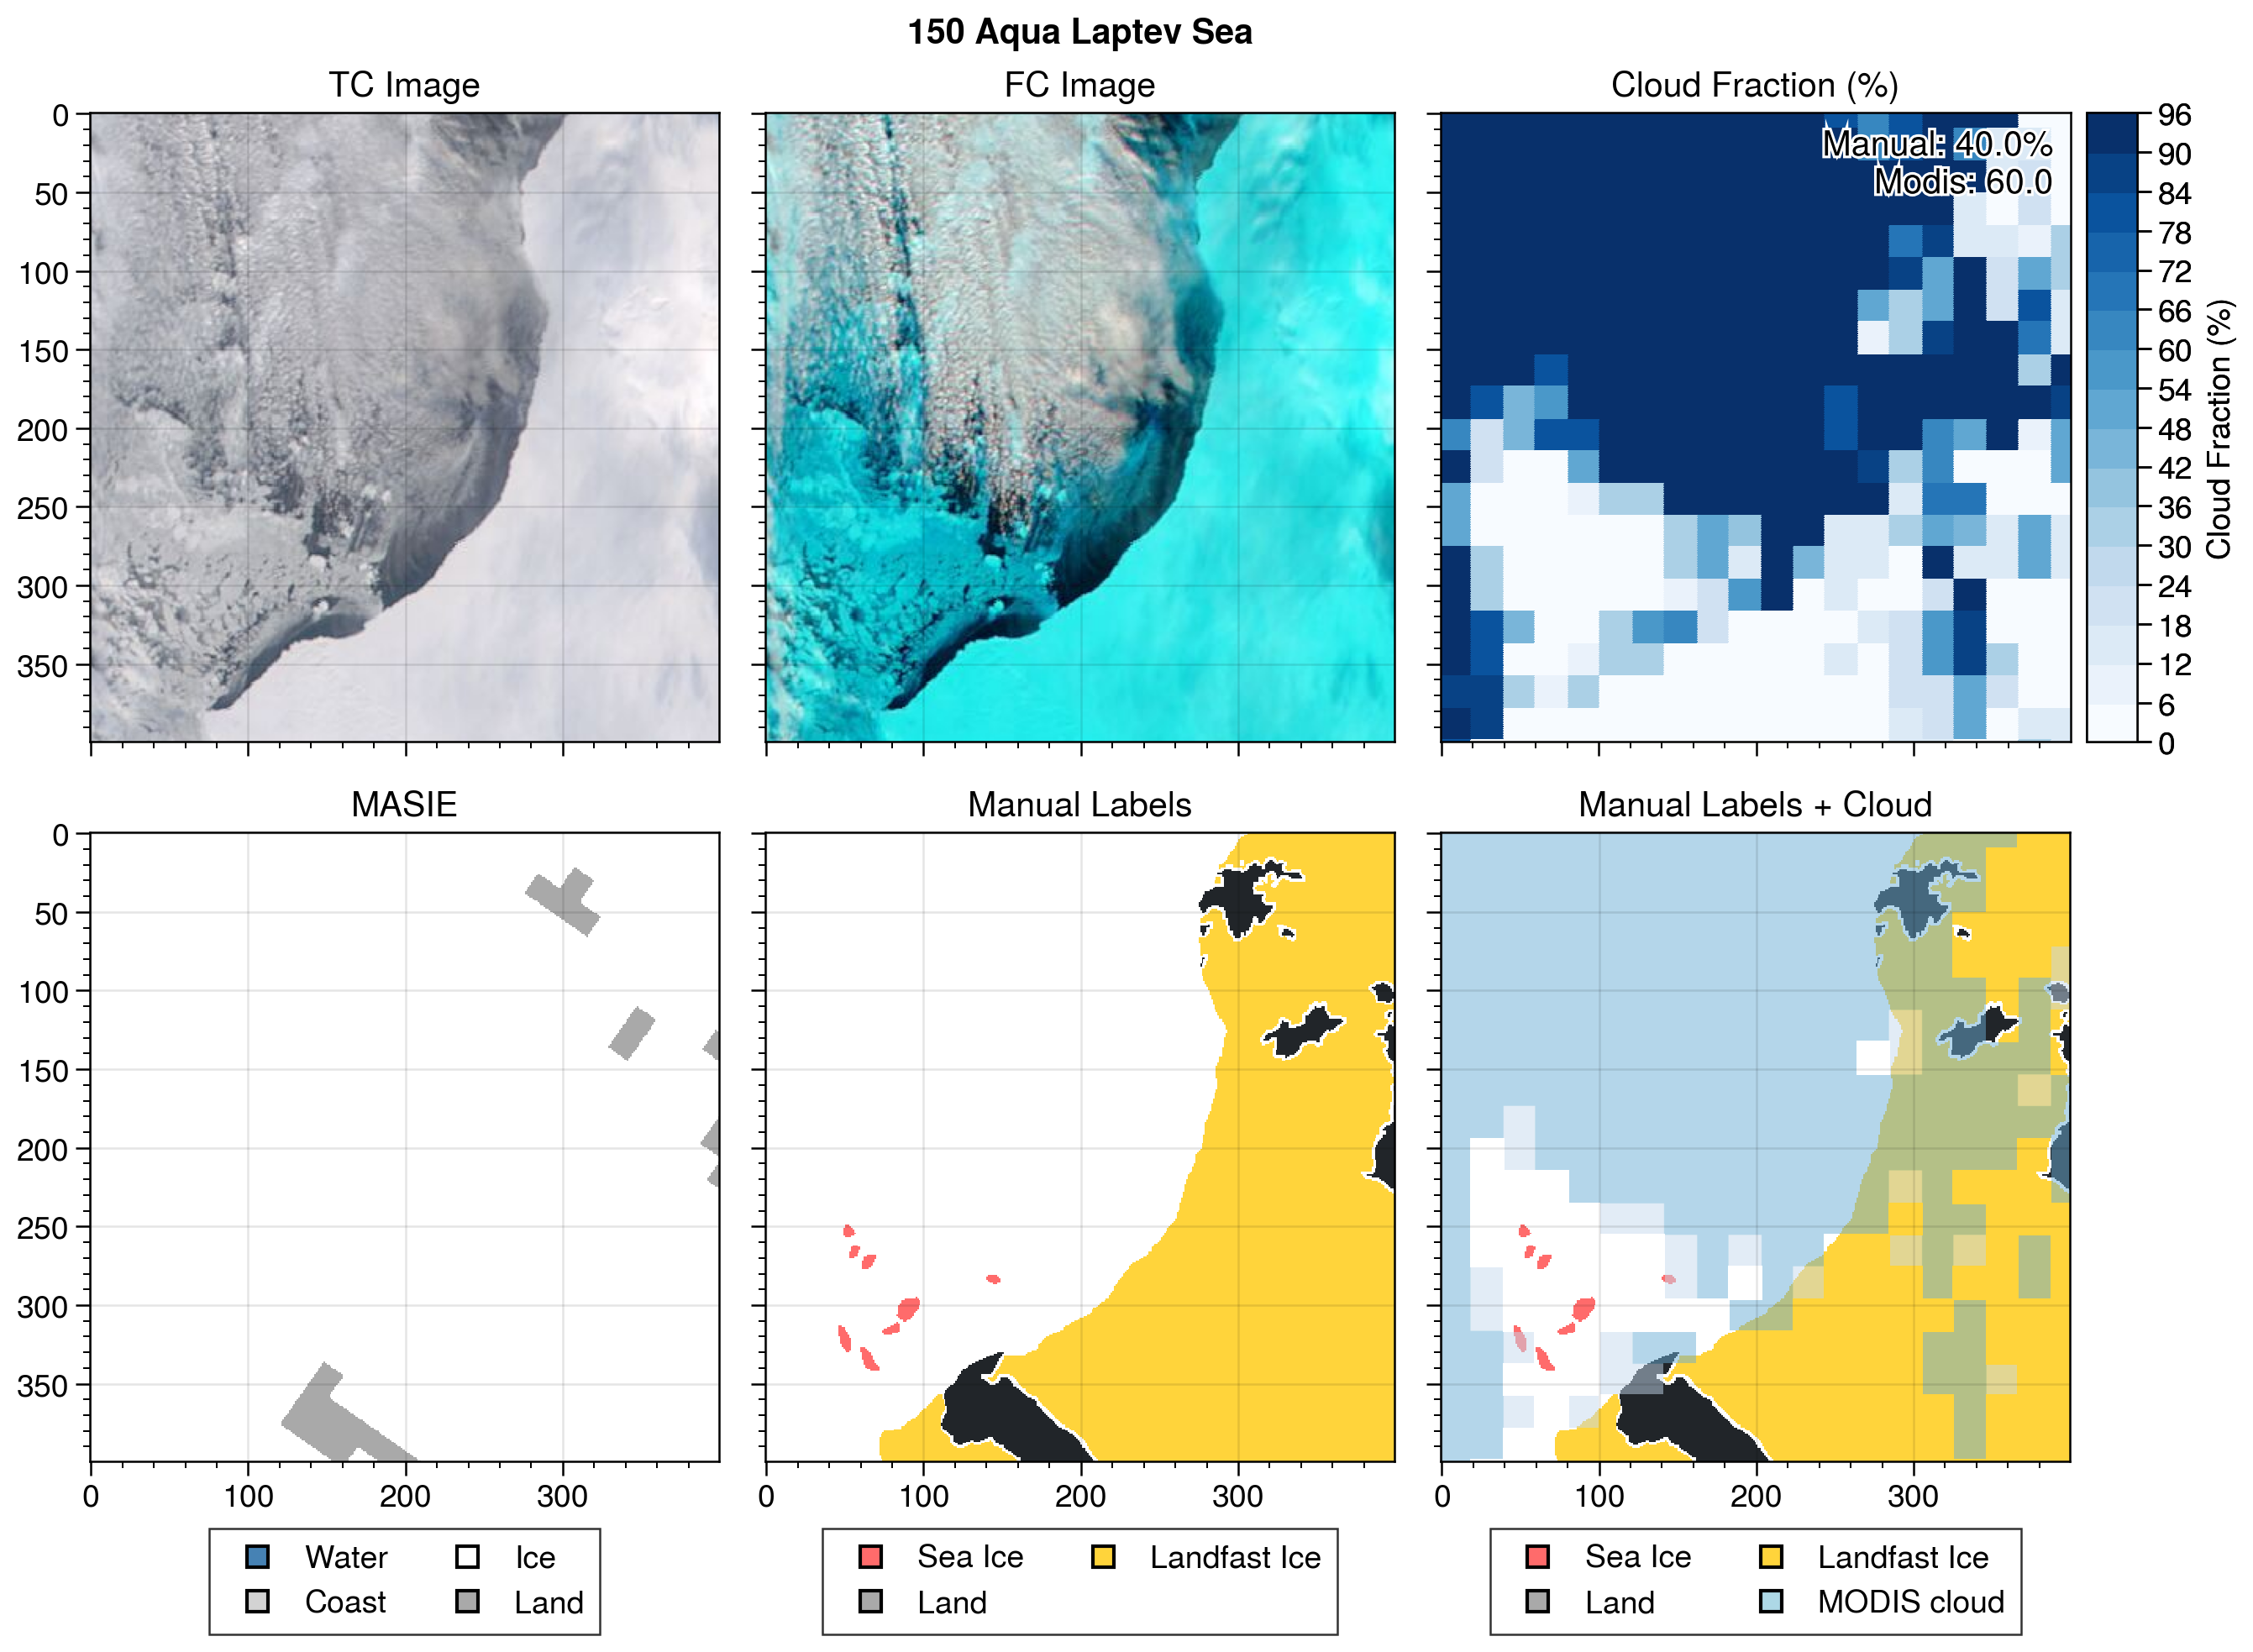 150 Aqua Laptev Sea
TC Image
FC Image
Cloud Fraction (%)
0
50
100
150
200
250
300
350
Manual: 40.0%
Modis: 60.0
96
90
84
78
72
66
60
54
48
42
36
30
24
18
12
6
0
Cloud Fraction (%)
MASIE
Manual Labels
Manual Labels + Cloud
0
50
100
150
200
250
300
350
0 100 200 300
0 100 200 300
0 100 200 300
Water Ice
Coast Land
Sea Ice Landfast Ice
Land
Sea Ice Landfast Ice
Land MODIS cloud